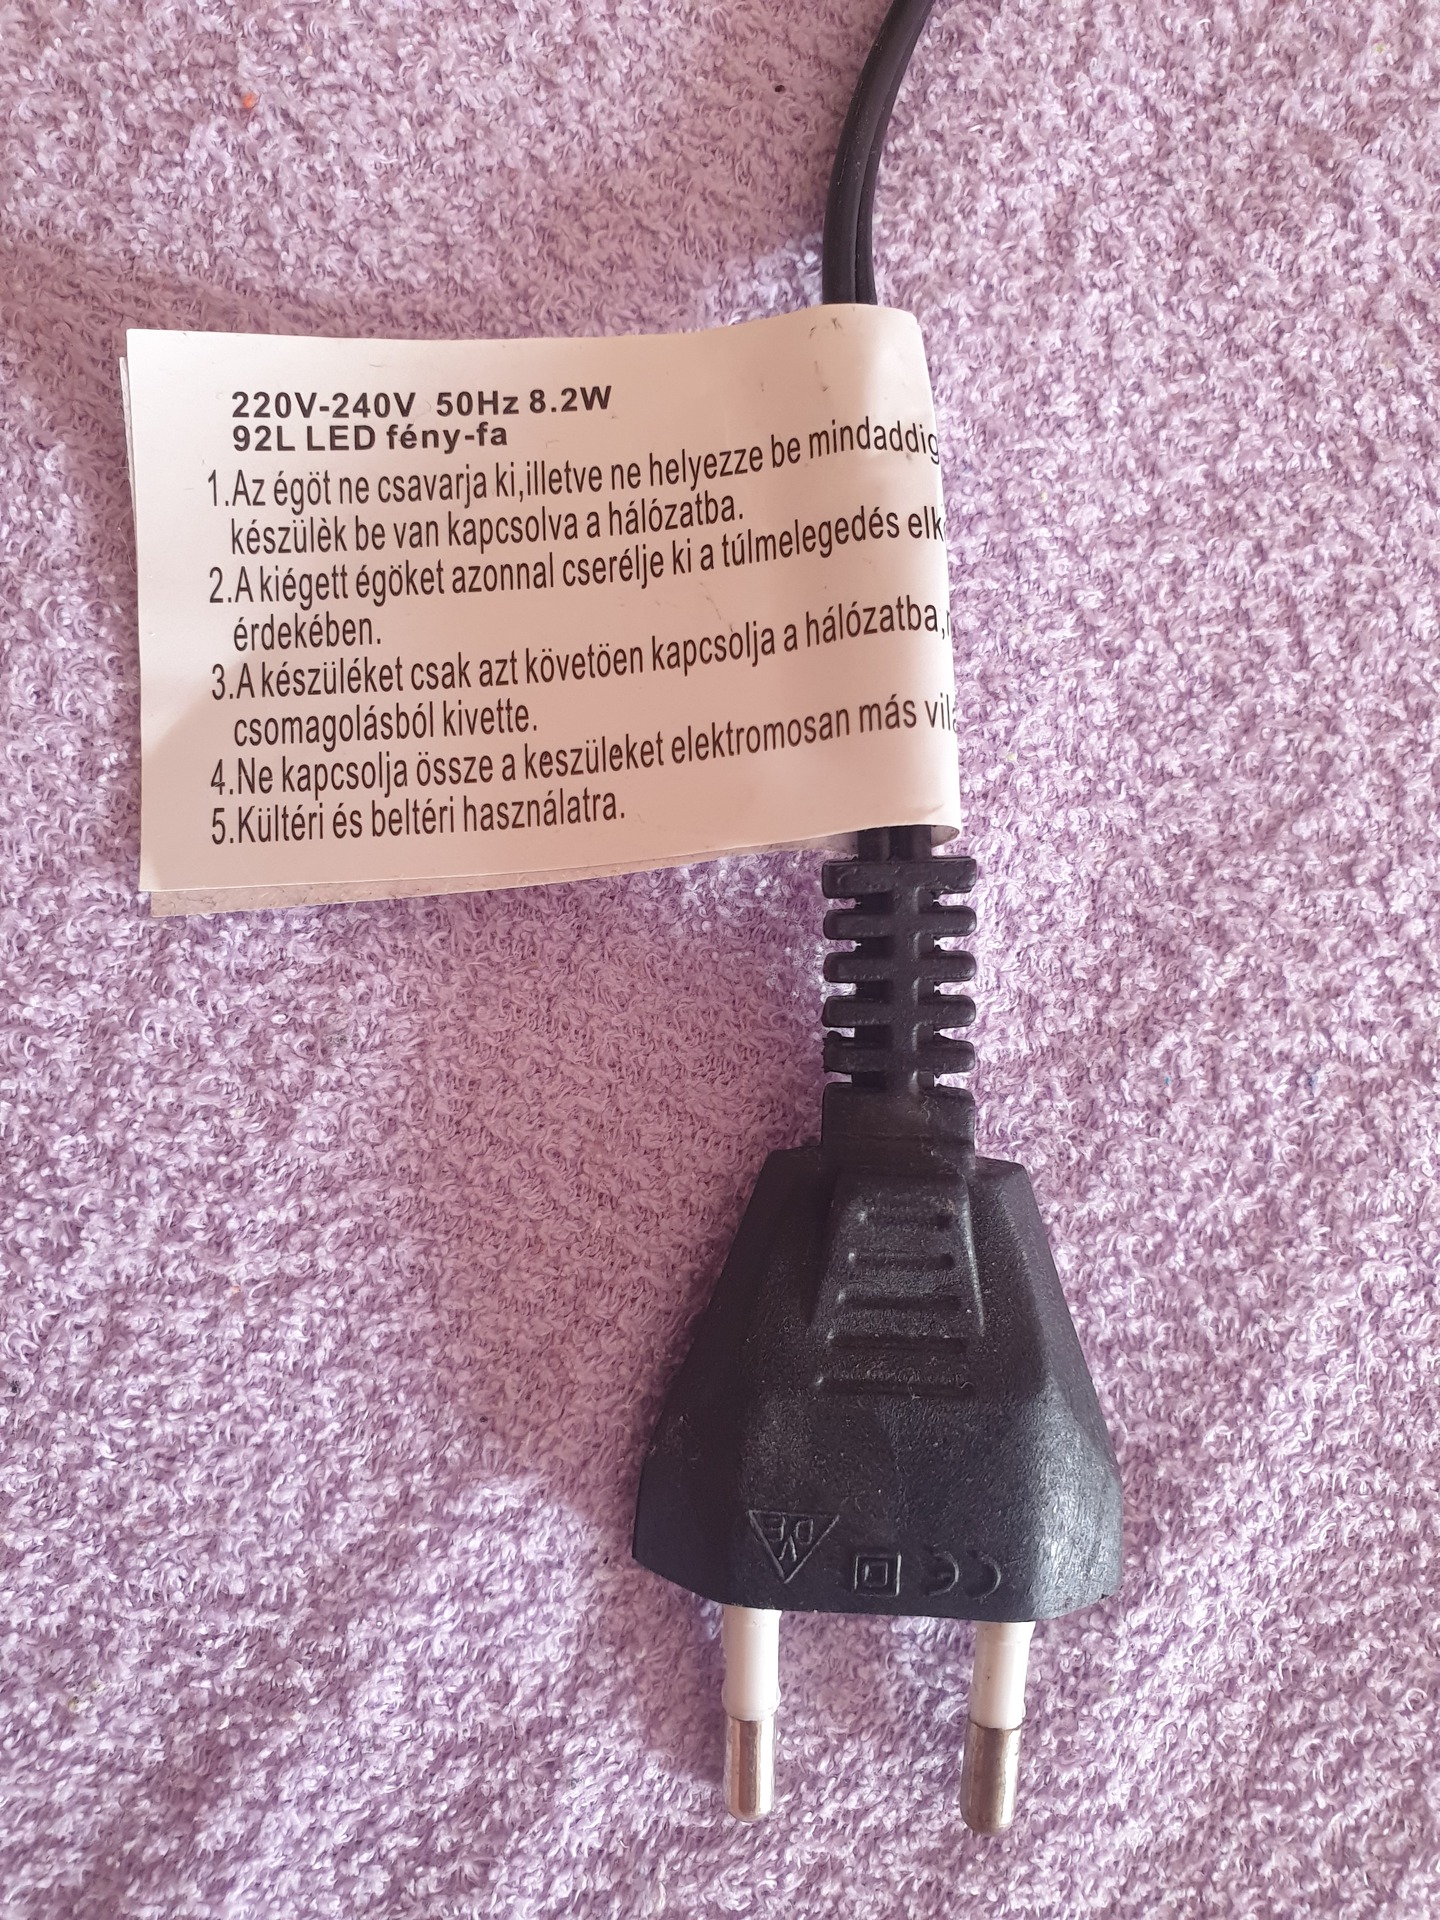 220V-240V 50Hz 8.2W
92L LED fény-fa
1.Az égöt ne csavarja ki,illetve ne helyezze be mindaddig
készülèk be van kapcsolva a hálózatba.
2.A kiégett égöket azonnal cserélje ki a túlmelegedés
érdekében.
3.A készüléket csak azt követöen kapcsolja a hálózatba,
csomagolásból kivette.
4.Ne kapcsolja össze a keszüleket elektromosan más
5.Kültéri és beltéri használatra.
CE